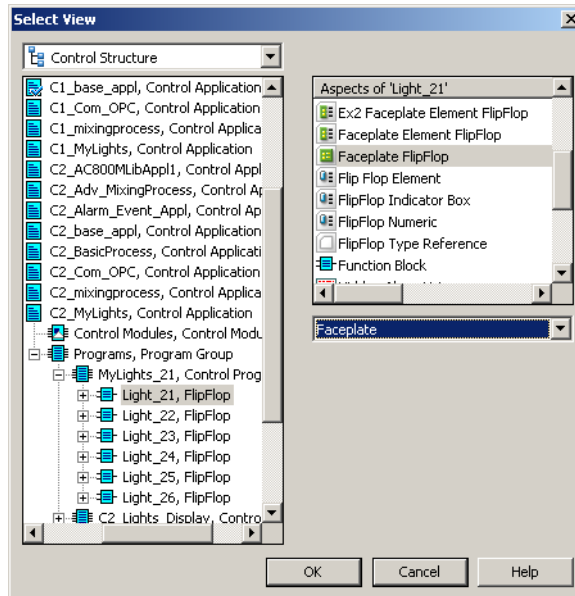 Select View
Control Structure
C1_base_appl, Control Application
C1_Com_OPC, Control Application
C1_mixingprocess, Control Applica
C1_MyLights, Control Application
C2_AC800MLibAppl1, Control Appl
C2_Adv_MixingProcess, Control Ap
C2_Alarm_Event_Appl, Control Ap
C2_base_appl, Control Application
C2_BasicProcess, Control Applicati
C2_Com_OPC, Control Application
C2_mixingprocess, Control Applica
C2_MyLights, Control Application
Control Modules, Control Modu
Programs, Program Group
MyLights_21, Control Prog
Light_21, FlipFlop
Light_22, FlipFlop
Light_23, FlipFlop
Light_24, FlipFlop
Light_25, FlipFlop
Light_26, FlipFlop
C2_Lights_Display, Contro
Aspects of 'Light_21'
Ex2 Faceplate Element FlipFlop
Faceplate Element FlipFlop
Faceplate FlipFlop
Flip Flop Element
FlipFlop Indicator Box
FlipFlop Numeric
FlipFlop Type Reference
Function Block
Faceplate
OK
Cancel
Help